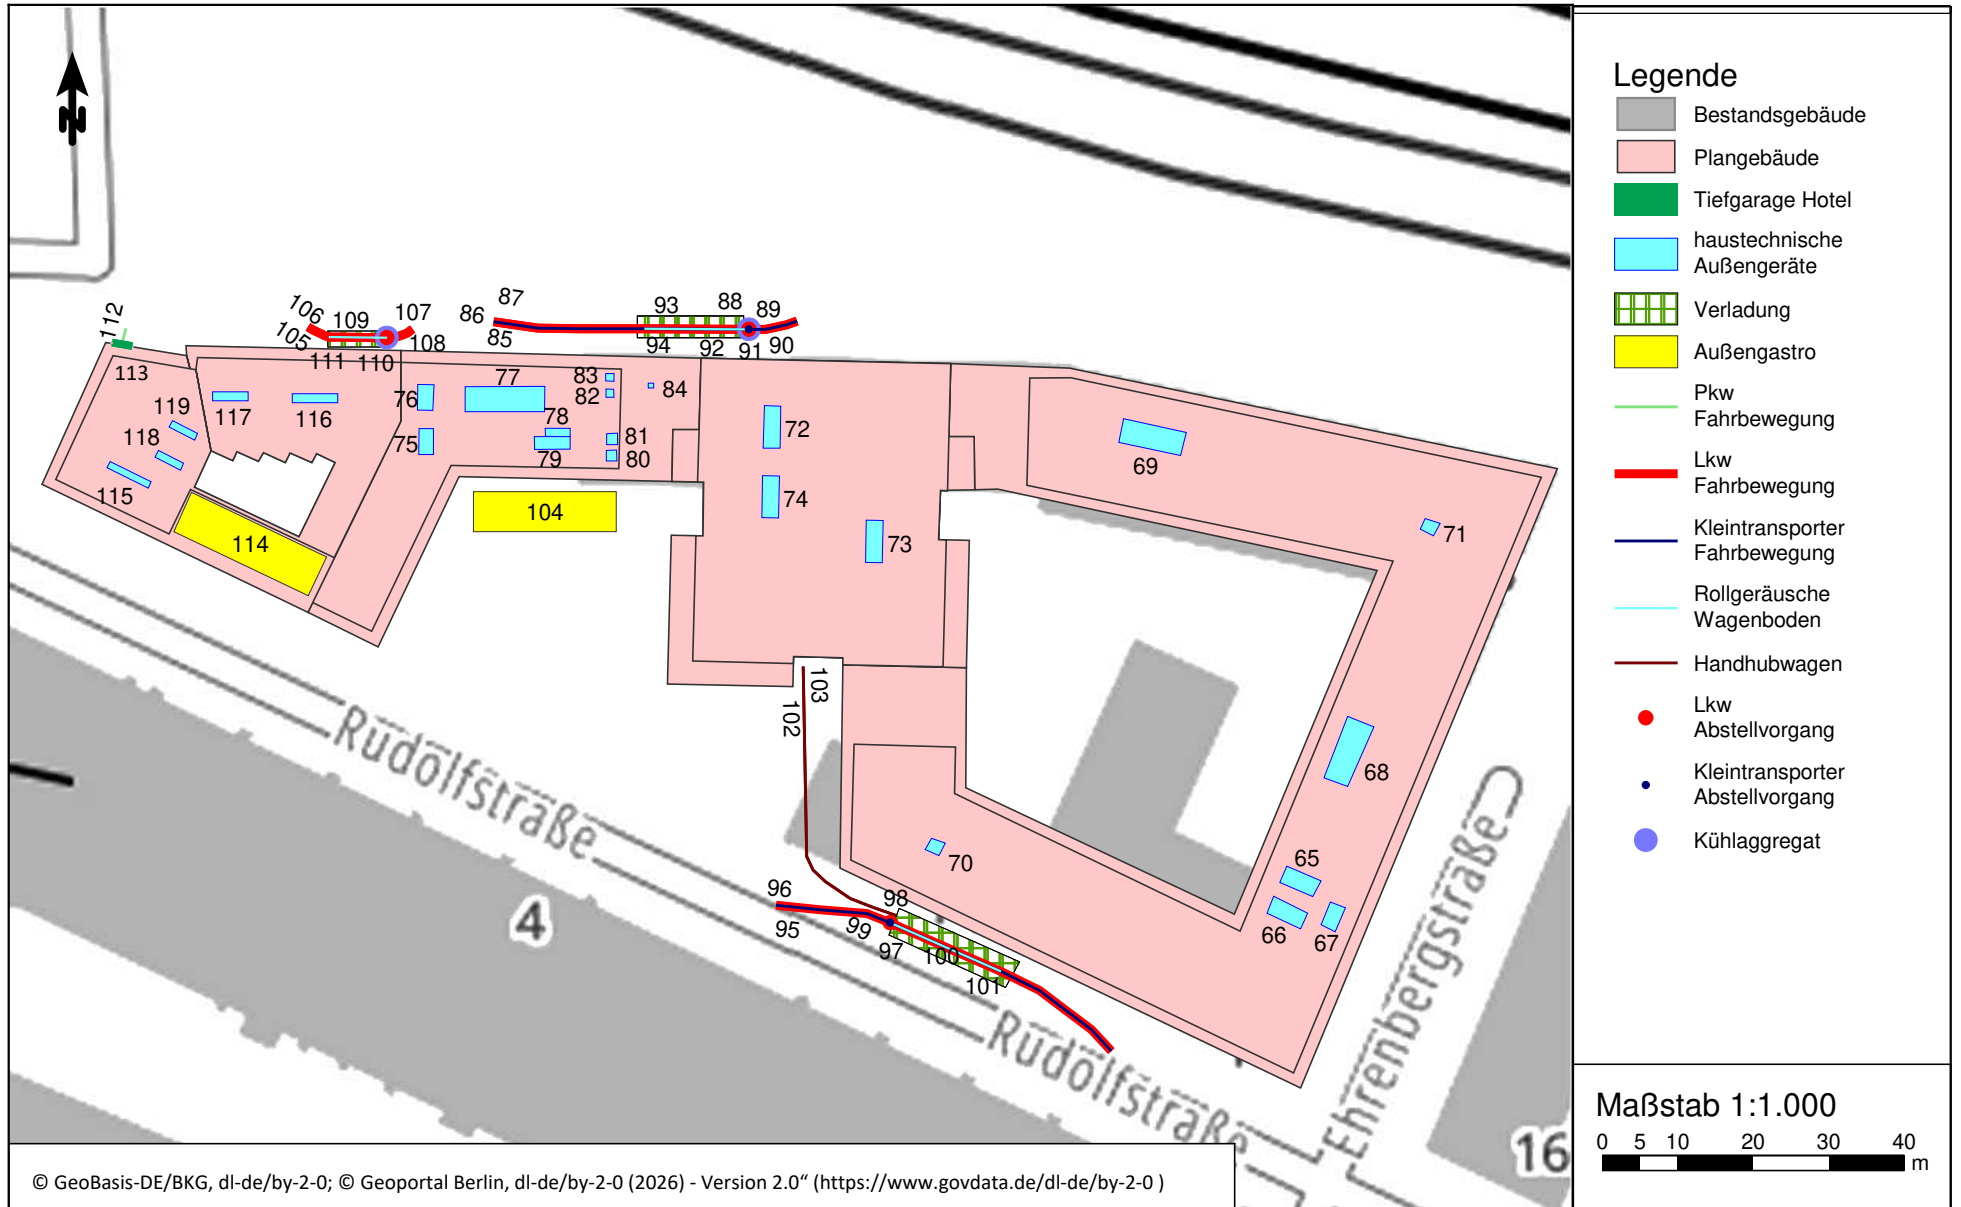 N
112
113
106
105
109
111
110
107
108
87
86
85
93
88
89
94
92
91
90
119
118
115
117
116
114
76
75
77
78
79
83
82
84
81
80
104
72
74
73
69
71
103
102
68
70
65
66
67
96
95
98
99
97
100
101
Rudolfstraße
4
Rudolfstraße
Ehrenbergstraße
16
© GeoBasis-DE/BKG, dl-de/by-2-0; © Geoportal Berlin, dl-de/by-2-0 (2026) - Version 2.0“ (https://www.govdata.de/dl-de/by-2-0 )
Legende
Bestandsgebäude
Plangebäude
Tiefgarage Hotel
haustechnische
Außengeräte
Verladung
Außengastro
Pkw
Fahrbewegung
Lkw
Fahrbewegung
Kleintransporter
Fahrbewegung
Rollgeräusche
Wagenboden
Handhubwagen
Lkw
Abstellvorgang
Kleintransporter
Abstellvorgang
Kühlaggregat
Maßstab 1:1.000
0 5 10 20 30 40
m